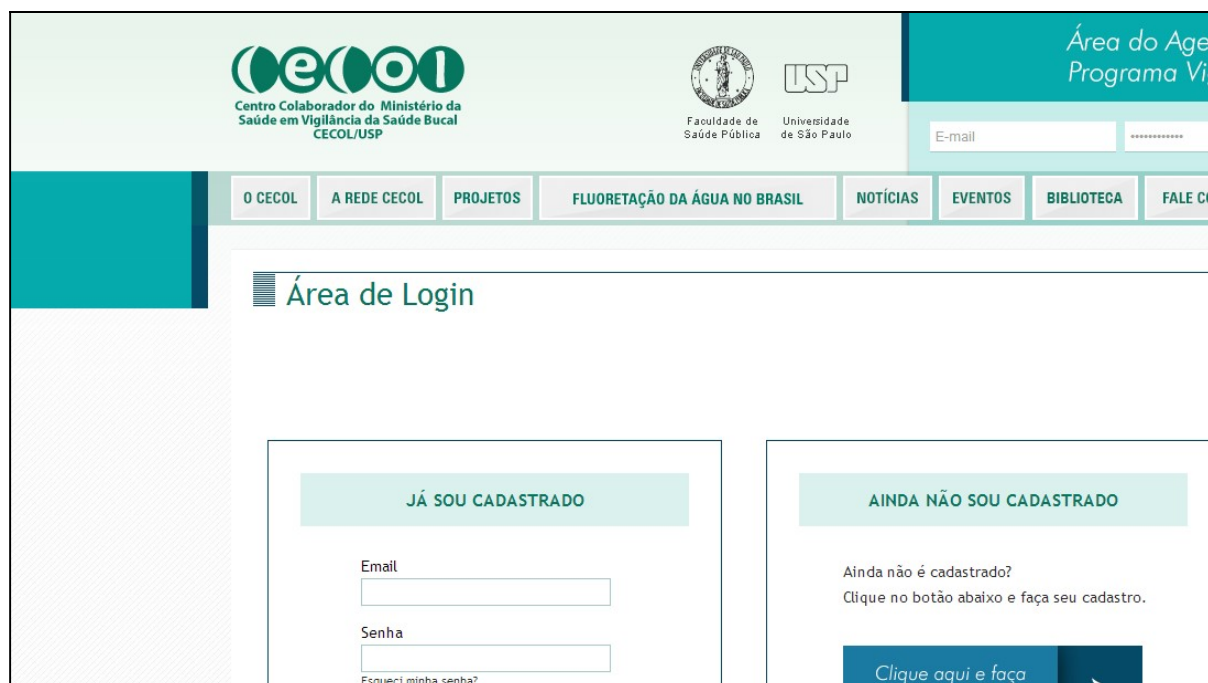 cecol
Centro Colaborador do Ministério da
Saúde em Vigilância da Saúde Bucal
CECOL/USP
Faculdade de
Saúde Pública
USP
Universidade
de São Paulo
Área do
Programa
E-mail
O CECOL
A REDE CECOL
PROJETOS
FLUORETAÇÃO DA ÁGUA NO BRASIL
NOTÍCIAS
EVENTOS
BIBLIOTECA
FALE
Área de Login
JÁ SOU CADASTRADO
Email
Senha
Esqueci minha senha?
AINDA NÃO SOU CADASTRADO
Ainda não é cadastrado?
Clique no botão abaixo e faça seu cadastro.
Clique aqui e faça